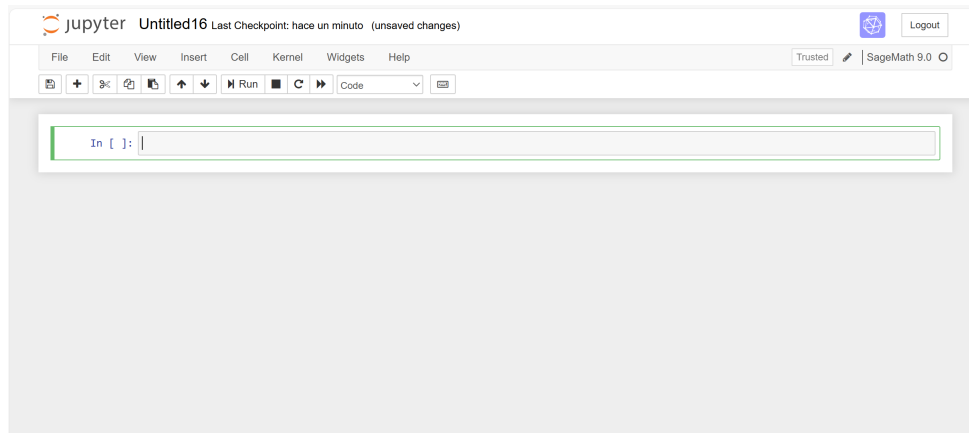 jupyter Untitled16 Last Checkpoint: hace un minuto (unsaved changes)
Logout
File Edit View Insert Cell Kernel Widgets Help
Trusted SageMath 9.0
Run Code
In [ ]: